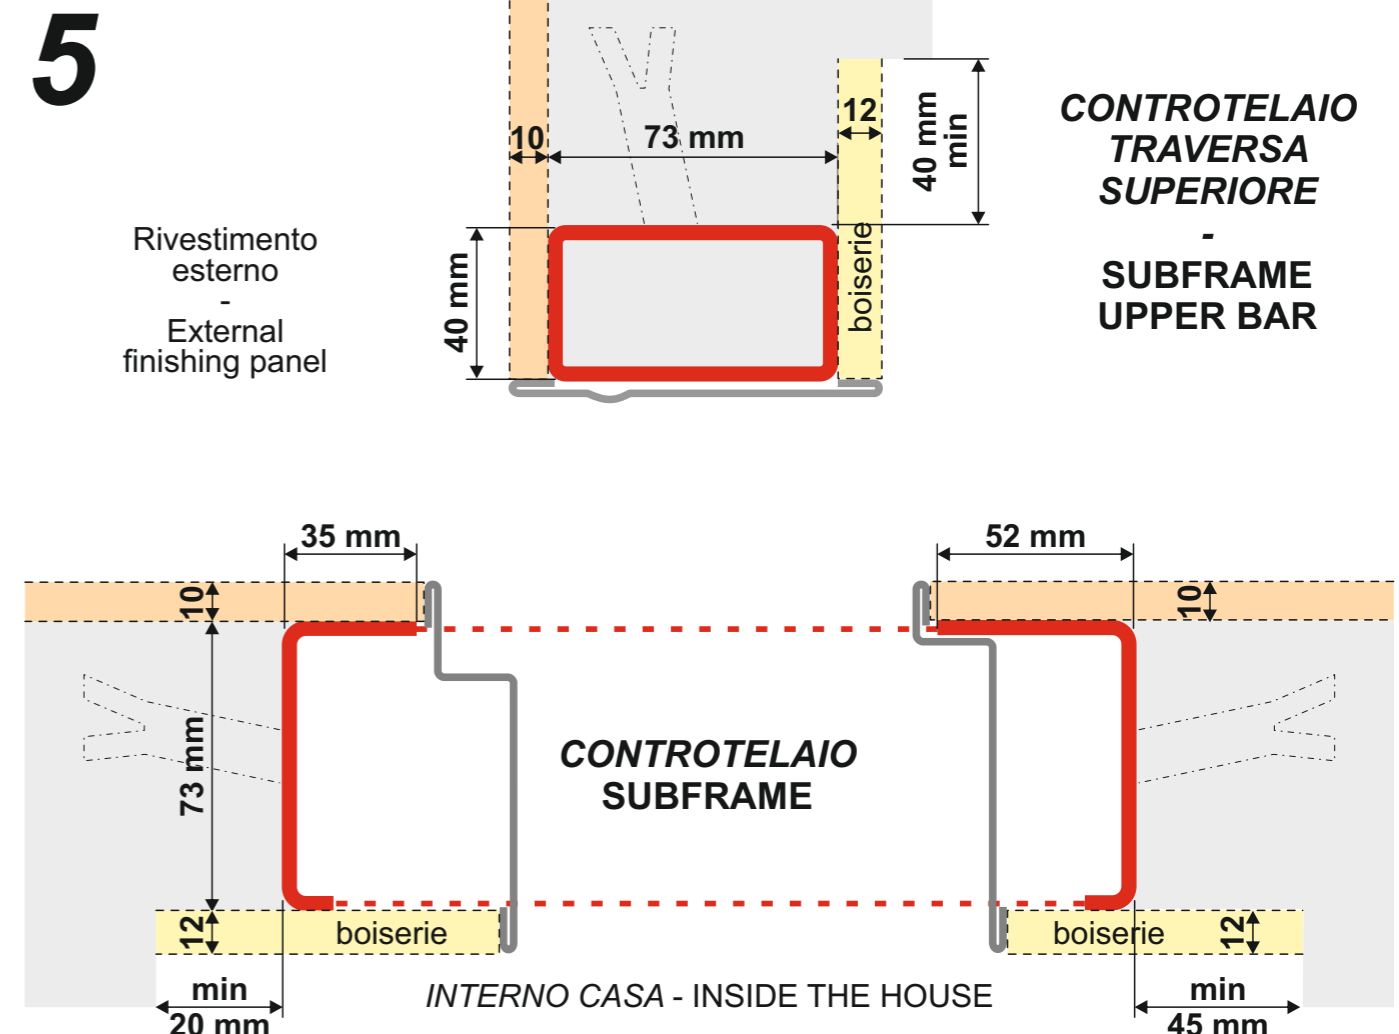 5
10
73 mm
12
40 mm
min
CONTROTELAIO
TRAVERSA
SUPERIORE
-
SUBFRAME
UPPER BAR
Rivestimento
esterno
-
External
finishing panel
40 mm
boiserie
35 mm
52 mm
10
10
73 mm
CONTROTELAIO
SUBFRAME
12
boiserie
boiserie
12
min
20 mm
INTERNO CASA - INSIDE THE HOUSE
min
45 mm